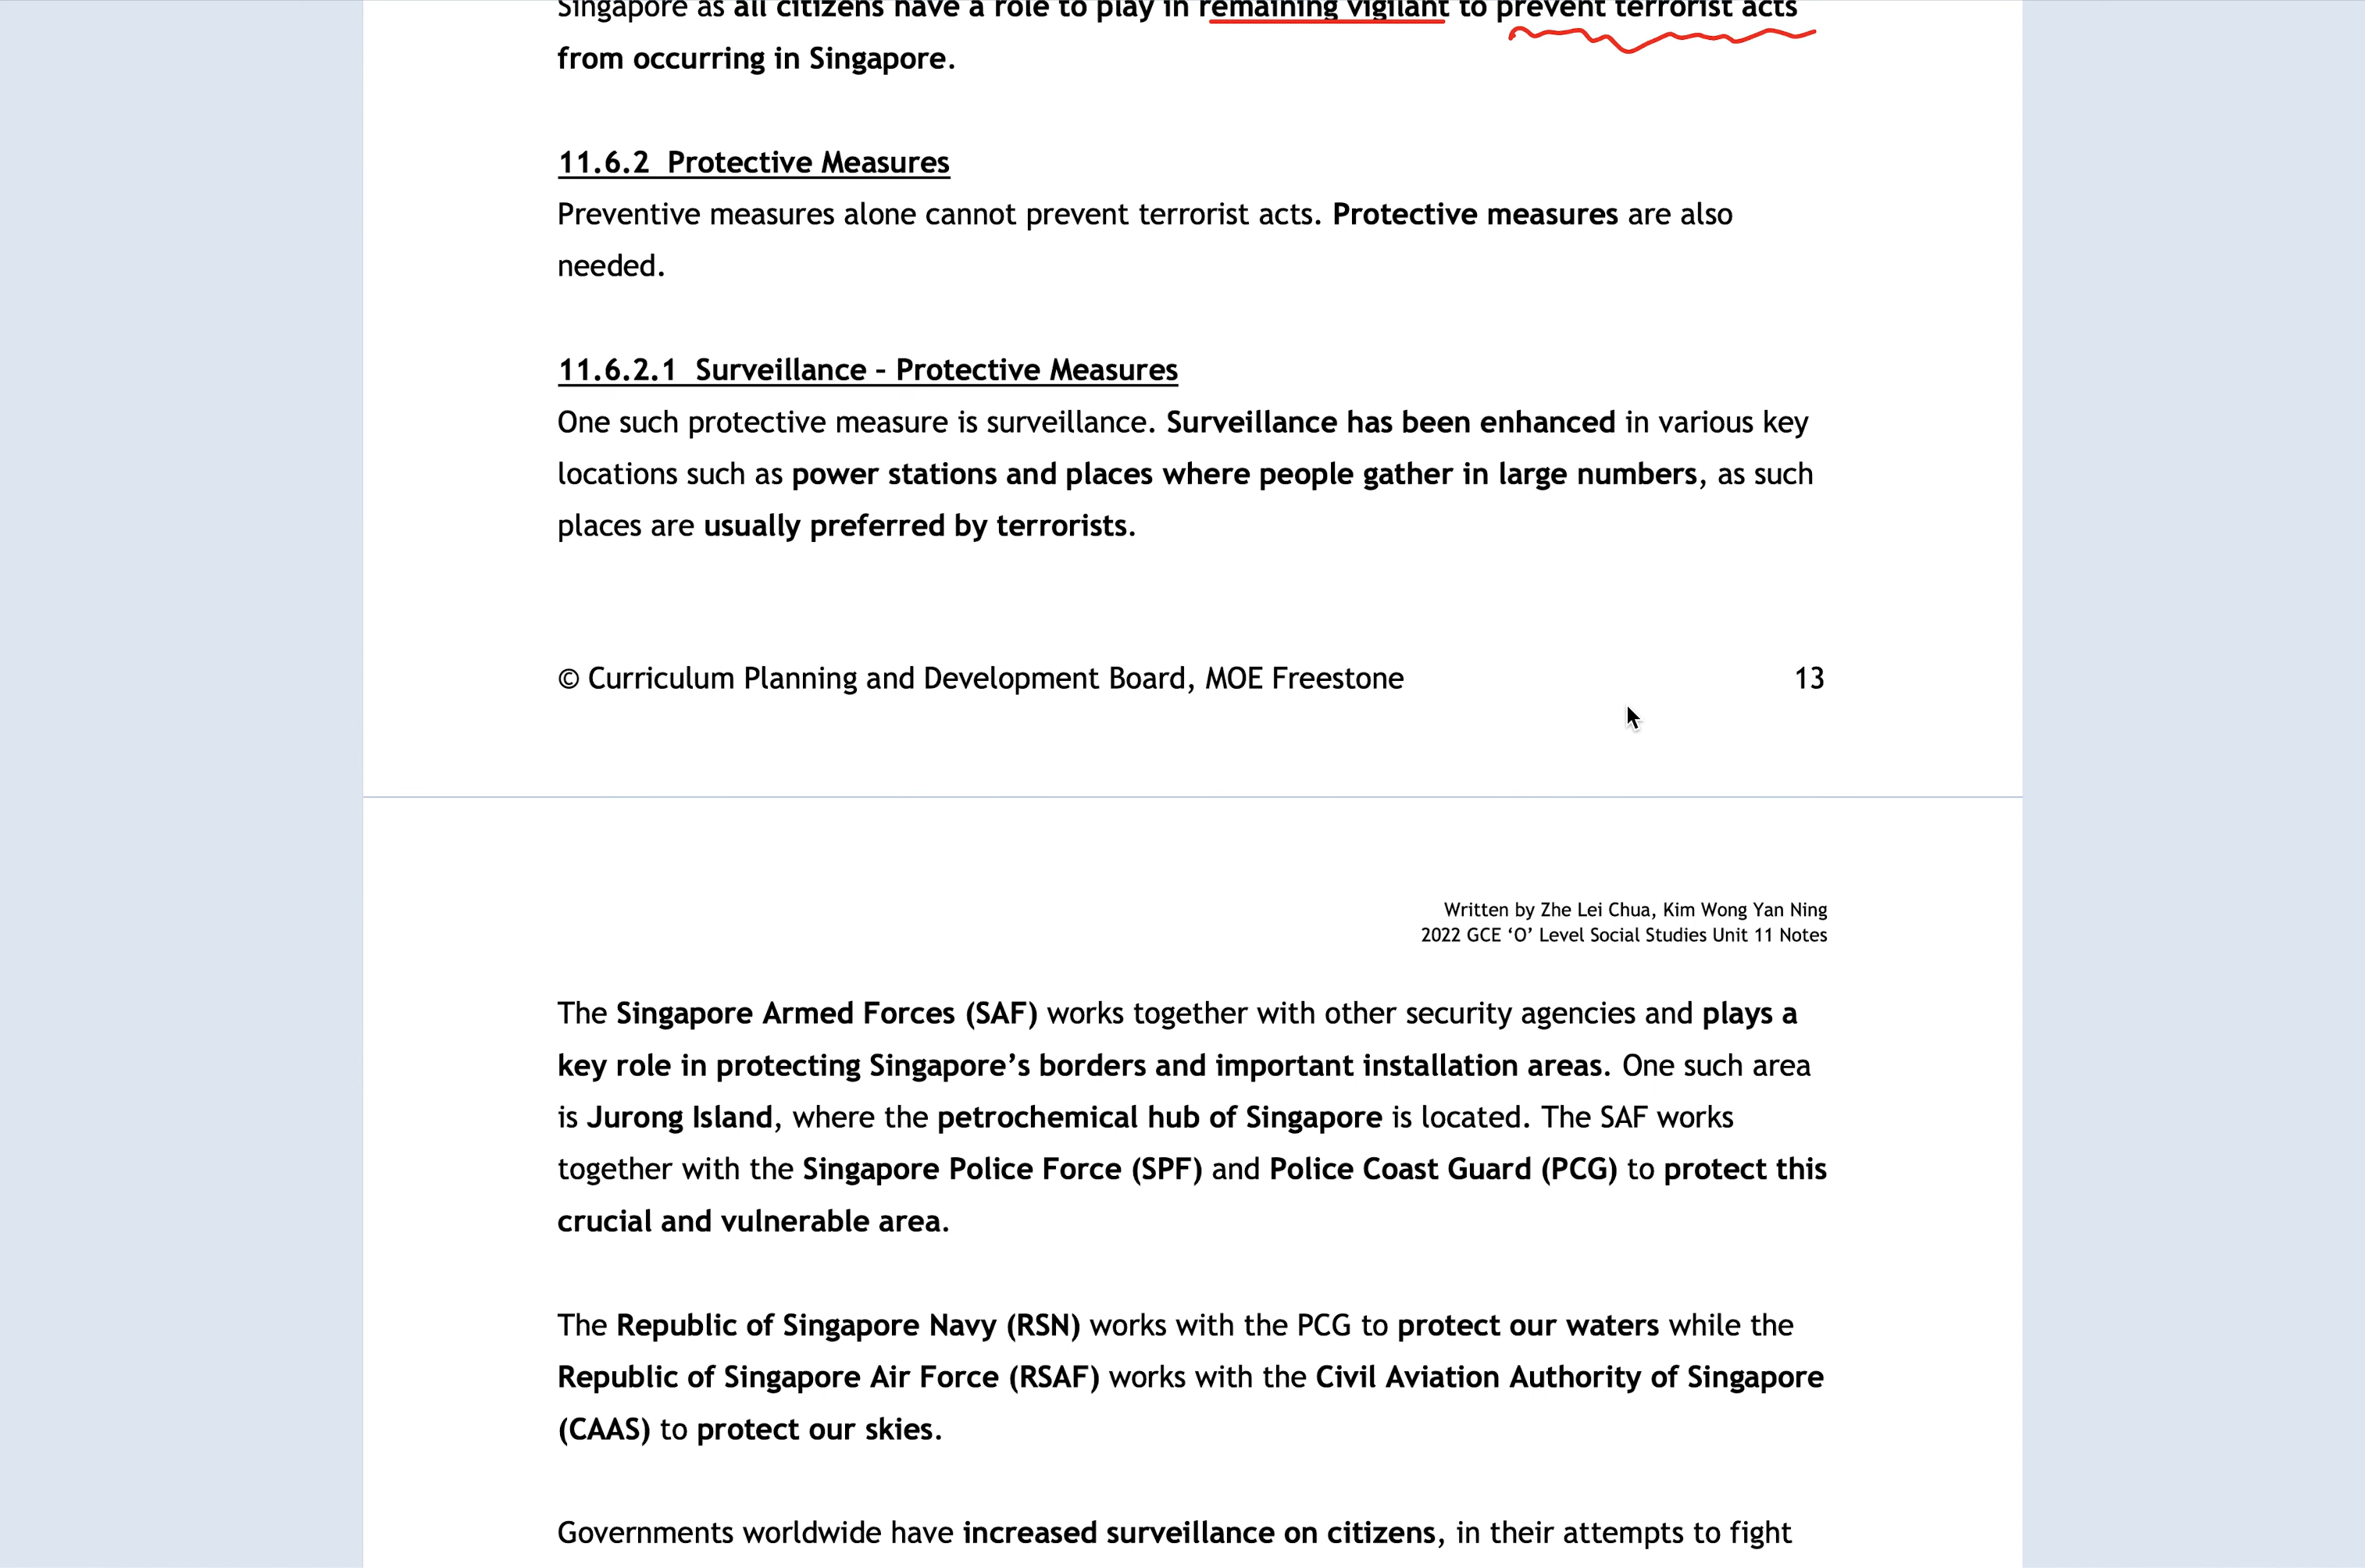 Singapore as all citizens have a role to play in remaining vigilant to prevent terrorist acts
from occurring in Singapore.
11.6.2 Protective Measures
Preventive measures alone cannot prevent terrorist acts. Protective measures are also
needed.
11.6.2.1 Surveillance – Protective Measures
One such protective measure is surveillance. Surveillance has been enhanced in various key
locations such as power stations and places where people gather in large numbers, as such
places are usually preferred by terrorists.
© Curriculum Planning and Development Board, MOE Freestone 13
Written by Zhe Lei Chua, Kim Wong Yan Ning
2022 GCE ‘O’ Level Social Studies Unit 11 Notes
The Singapore Armed Forces (SAF) works together with other security agencies and plays a
key role in protecting Singapore’s borders and important installation areas. One such area
is Jurong Island, where the petrochemical hub of Singapore is located. The SAF works
together with the Singapore Police Force (SPF) and Police Coast Guard (PCG) to protect this
crucial and vulnerable area.
The Republic of Singapore Navy (RSN) works with the PCG to protect our waters while the
Republic of Singapore Air Force (RSAF) works with the Civil Aviation Authority of Singapore
(CAAS) to protect our skies.
Governments worldwide have increased surveillance on citizens, in their attempts to fight